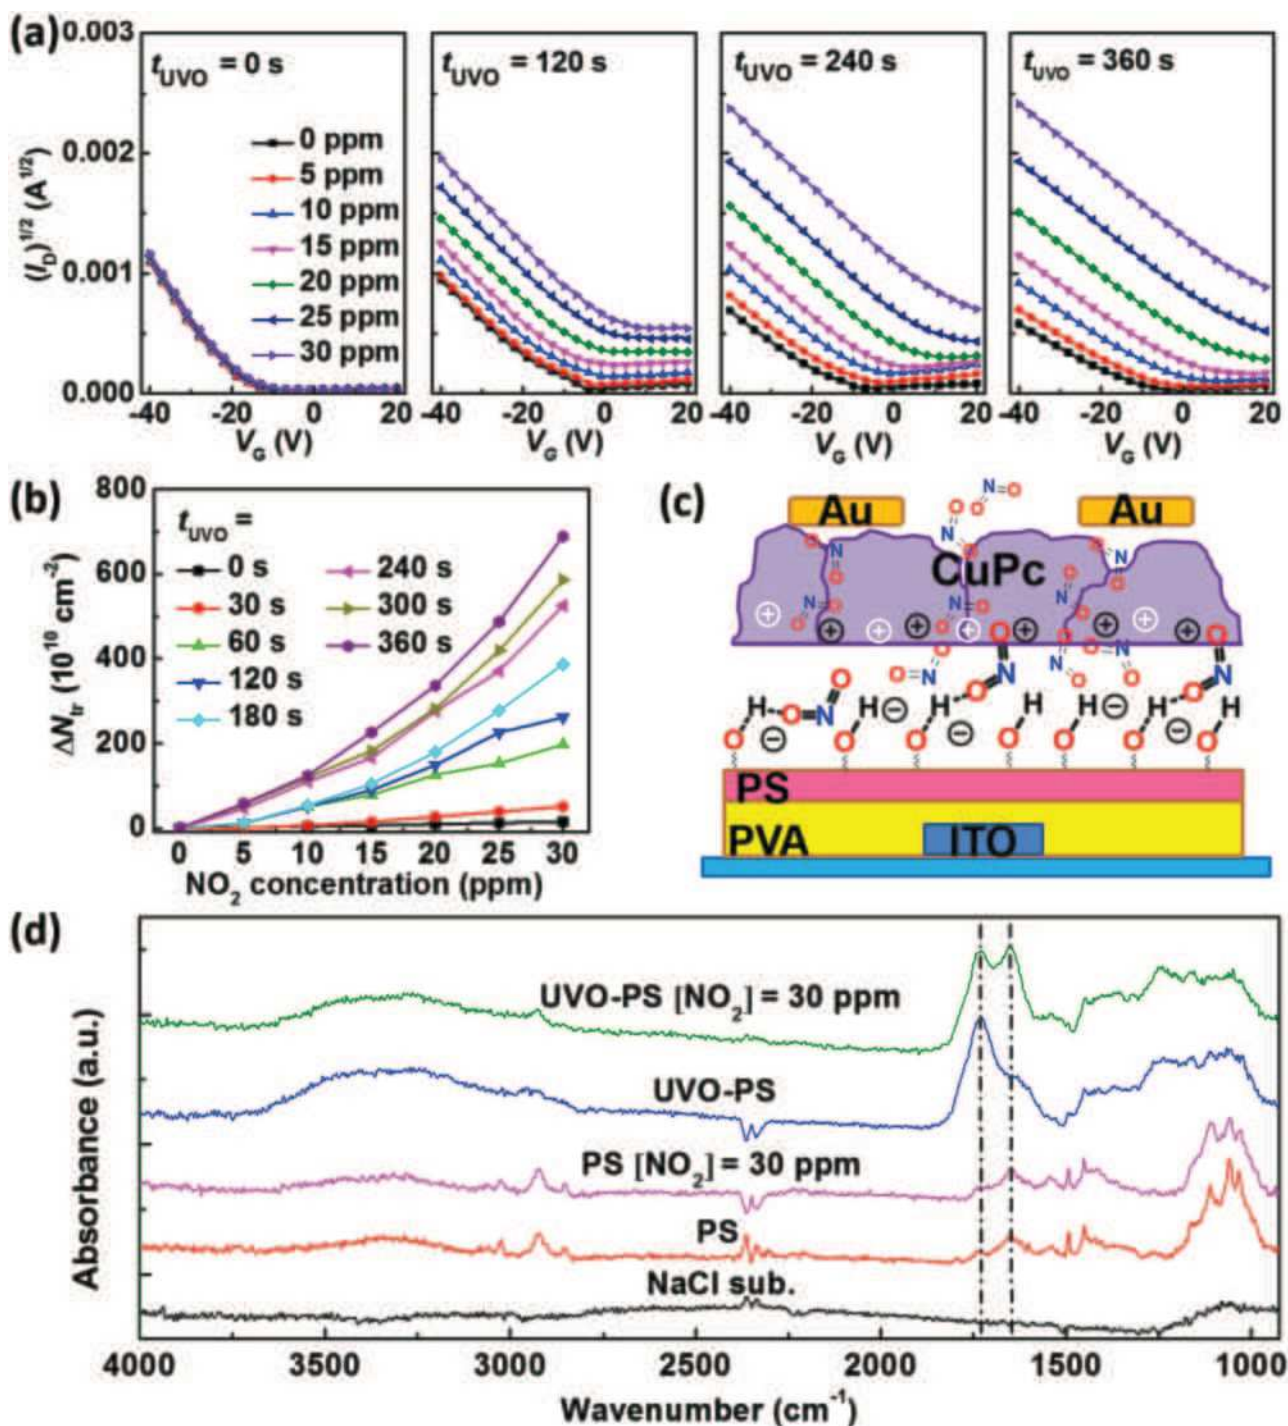 (a)
0.003
0.002
0.001
0.000
(I_D)^1/2 (A^1/2)
t_UVO = 0 s
0 ppm
5 ppm
10 ppm
15 ppm
20 ppm
25 ppm
30 ppm
-40 -20 0 20
V_G (V)
t_UVO = 120 s
-40 -20 0 20
V_G (V)
t_UVO = 240 s
-40 -20 0 20
V_G (V)
t_UVO = 360 s
-40 -20 0 20
V_G (V)
(b)
800
600
400
200
0
ΔN_tr (10^10 cm^-2)
t_UVO =
0 s
30 s
60 s
120 s
180 s
240 s
300 s
360 s
0 5 10 15 20 25 30
NO₂ concentration (ppm)
(c)
Au
Au
CuPc
PS
PVA
ITO
(d)
Absorbance (a.u.)
UVO-PS [NO₂] = 30 ppm
UVO-PS
PS [NO₂] = 30 ppm
PS
NaCl sub.
4000 3500 3000 2500 2000 1500 1000
Wavenumber (cm⁻¹)